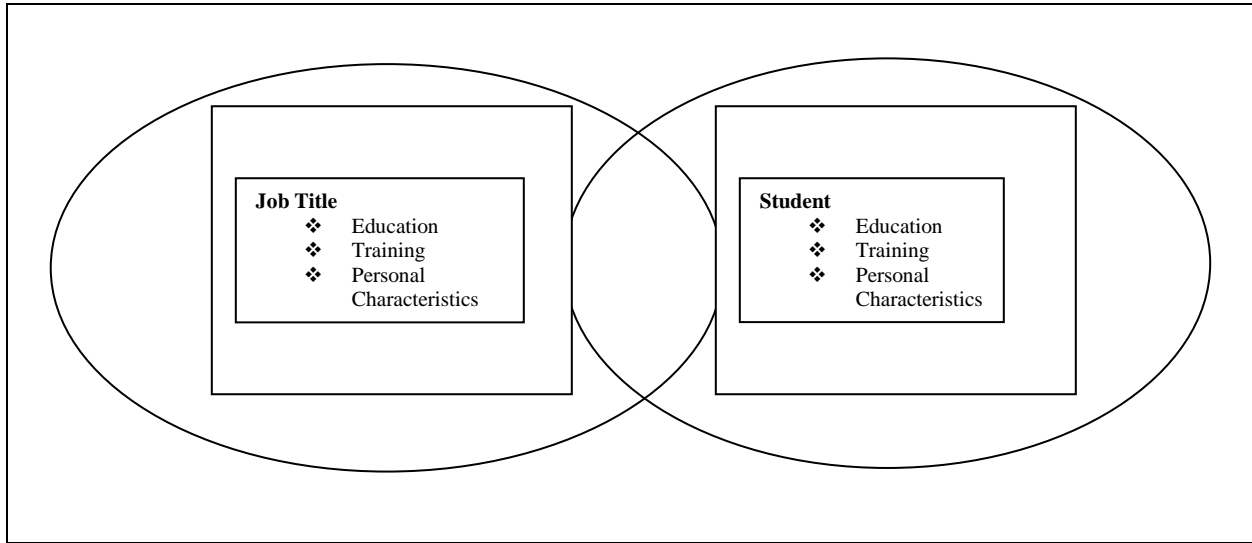 Job Title
❖ Education
❖ Training
❖ Personal
Characteristics
Student
❖ Education
❖ Training
❖ Personal
Characteristics